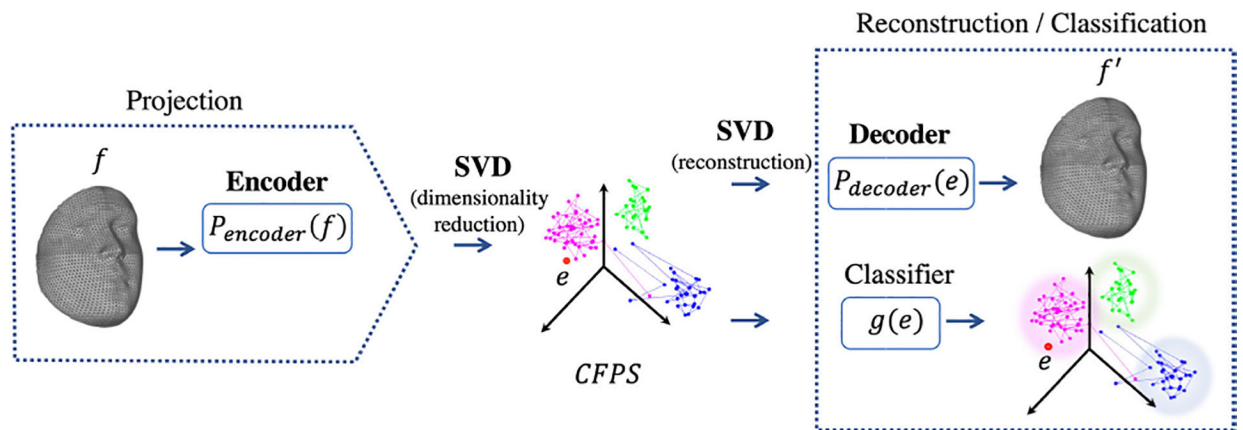 Reconstruction / Classification
Projection
f
Encoder
P_encoder(f)
SVD
(dimensionality
reduction)
e
CFPS
SVD
(reconstruction)
Decoder
P_decoder(e)
f'
Classifier
g(e)
e